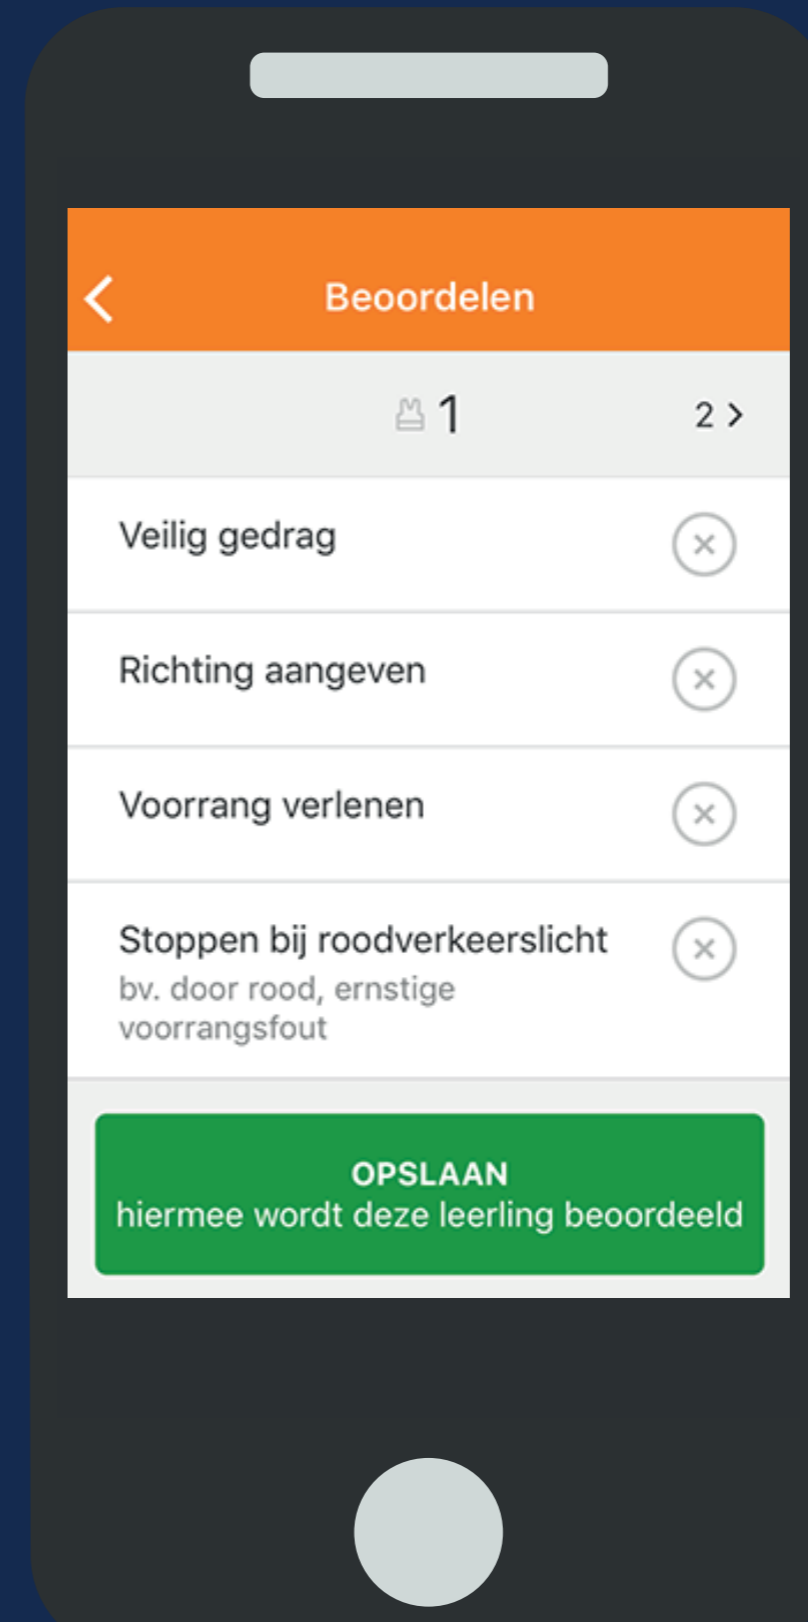 Beoordelen
1
2 >
Veilig gedrag
Richting aangeven
Voorrang verlenen
Stoppen bij roodverkeerslicht
bv. door rood, ernstige
voorrangsfout
OPSLAAN
hiermee wordt deze leerling beoordeeld